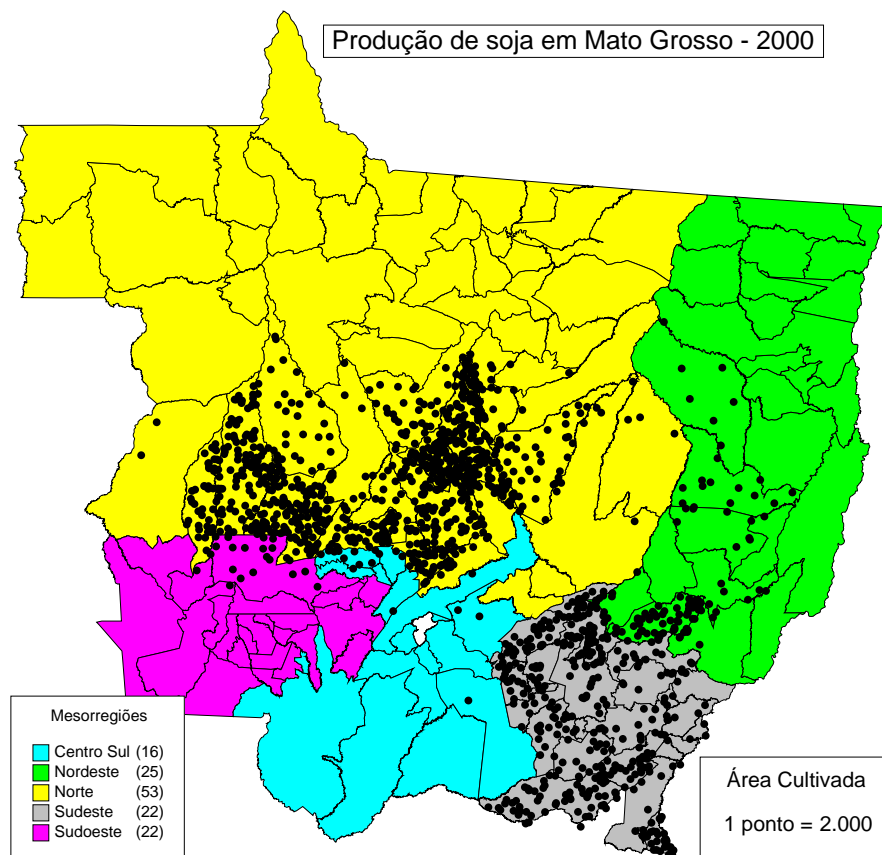 Produção de soja em Mato Grosso - 2000
Mesorregiões
Centro Sul (16)
Nordeste (25)
Norte (53)
Sudeste (22)
Sudoeste (22)
Área Cultivada
1 ponto = 2.000